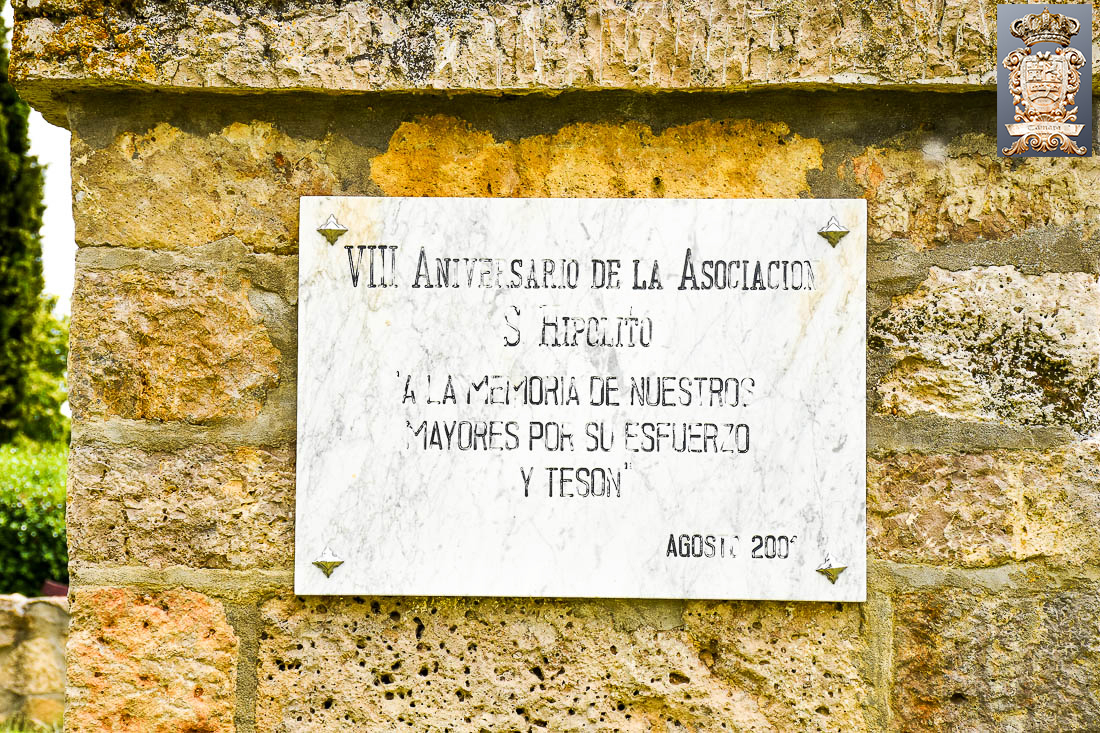 VIII ANIVERSARIO DE LA ASOCIACION
S HIPOLITO
"A LA MEMORIA DE NUESTROS
MAYORES POR SU ESFUERZO
Y TESON"
AGOSTO